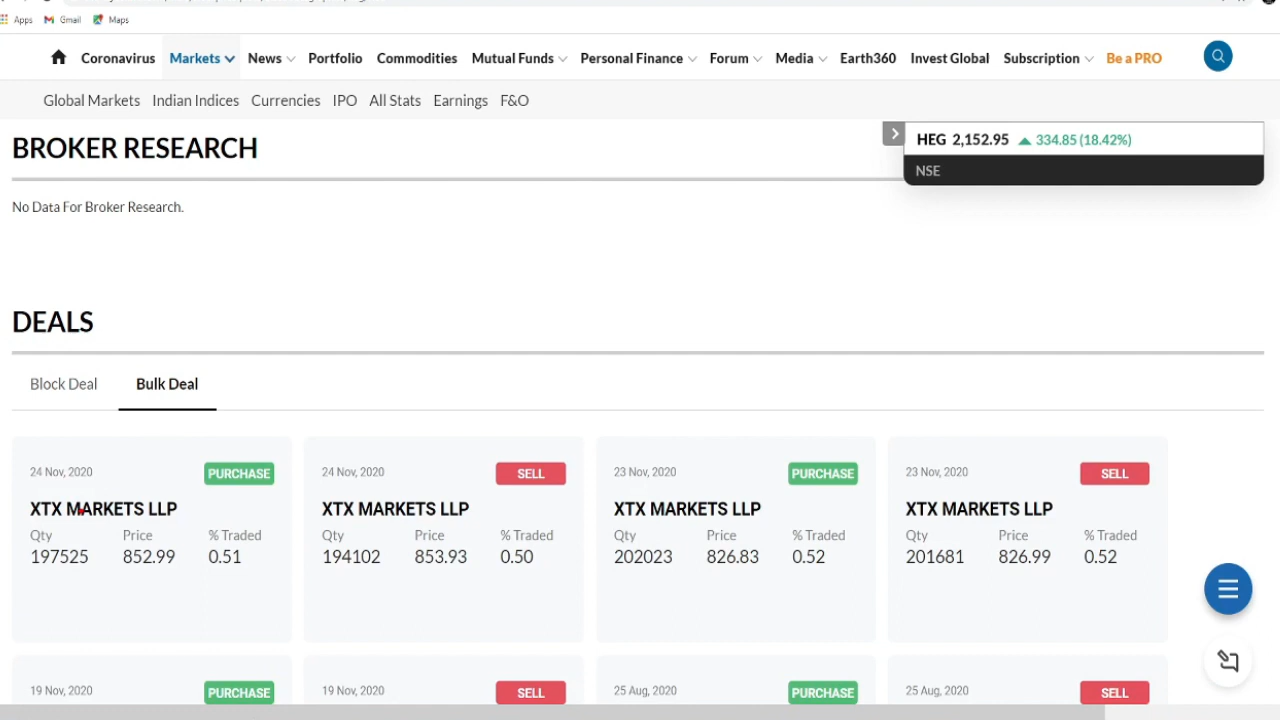 Apps Gmail Maps
Coronavirus Markets News Portfolio Commodities Mutual Funds Personal Finance Forum Media Earth360 Invest Global Subscription Be a PRO
Global Markets Indian Indices Currencies IPO All Stats Earnings F&O
BROKER RESEARCH
HEG 2,152.95 334.85 (18.42%)
NSE
No Data For Broker Research.
DEALS
Block Deal Bulk Deal
24 Nov, 2020 PURCHASE 24 Nov, 2020 SELL 23 Nov, 2020 PURCHASE 23 Nov, 2020 SELL
XTX MARKETS LLP XTX MARKETS LLP XTX MARKETS LLP XTX MARKETS LLP
Qty Price % Traded Qty Price % Traded Qty Price % Traded Qty Price % Traded
197525 852.99 0.51 194102 853.93 0.50 202023 826.83 0.52 201681 826.99 0.52
19 Nov, 2020 PURCHASE 19 Nov, 2020 SELL 25 Aug, 2020 PURCHASE 25 Aug, 2020 SELL